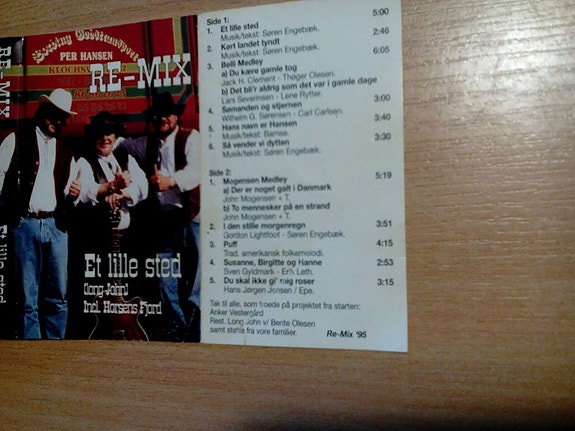 RE-MIX
Et lille sted
Godstransport
PER HANSEN
RE-MIX
Et lille sted
(Long John)
Incl. Horsens Fjord
Side 1:
1. Et lille sted 5:00
Musik/tekst: Søren Engebæk.
2. Kørt landet tyndt 2:46
Musik/tekst: Søren Engebæk.
3. Belli Medley 6:05
a) Du kære gamle tog
Jack H. Clement - Thøger Olesen.
b) Det bli'r aldrig som det var i gamle dage
Lars Severinsen - Lene Rytter.
4. Sømanden og stjernen 3:00
Wilhelm G. Sørensen - Carl Carlsen.
5. Hans navn er Hansen 3:40
Musik/tekst: Bamse.
6. Så vender vi dytten 3:30
Musik/tekst: Søren Engebæk.
Side 2:
1. Mogensen Medley 5:19
a) Der er noget galt i Danmark
John Mogensen + T.
b) To mennesker på en strand
John Mogensen + T.
2. I den stille morgenregn 3:51
Gordon Lightfoot - Søren Engebæk.
3. Puff 4:15
Trad. amerikansk folkemelodi.
4. Susanne, Birgitte og Hanne 2:53
Sven Gyldmark - Erik Leth.
5. Du skal ikke gi' mig roser 3:15
Hans Jørgen Jensen / Epe.
Tak til alle, som troede på projektet fra starten:
Anker Vestergård
Rest. Long John v/ Bente Olesen
samt støtte fra vore familier.
Re-Mix '95